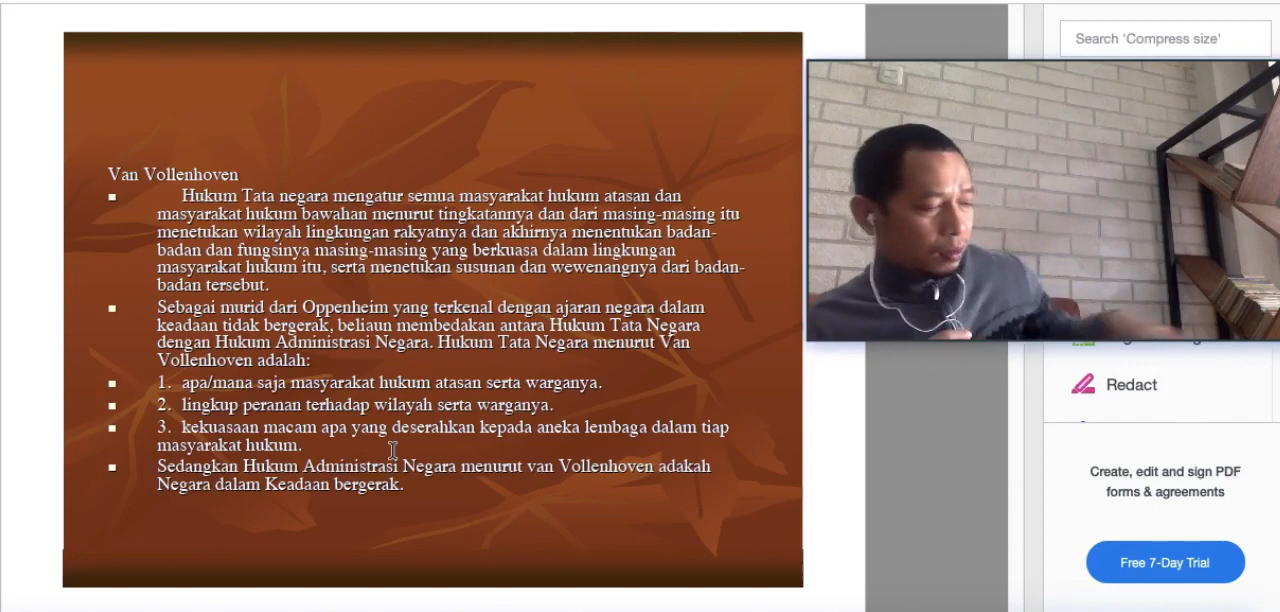 Search 'Compress size'
Van Vollenhoven
Hukum Tata negara mengatur semua masyarakat hukum atasan dan
masyarakat hukum bawahan menurut tingkatannya dan dari masing-masing itu
menetukan wilayah lingkungan rakyatnya dan akhirnya menentukan badan-
badan dan fungsinya masing-masing yang berkuasa dalam lingkungan
masyarakat hukum itu, serta menetukan susunan dan wewenangnya dari badan-
badan tersebut.
Sebagai murid dari Oppenheim yang terkenal dengan ajaran negara dalam
keadaan tidak bergerak, beliaun membedakan antara Hukum Tata Negara
dengan Hukum Administrasi Negara. Hukum Tata Negara menurut Van
Vollenhoven adalah:
1. apa/mana saja masyarakat hukum atasan serta warganya.
2. lingkup peranan terhadap wilayah serta warganya.
3. kekuasaan macam apa yang deserahkan kepada aneka lembaga dalam tiap
masyarakat hukum.
Sedangkan Hukum Administrasi Negara menurut van Vollenhoven adakah
Negara dalam Keadaan bergerak.
Redact
Create, edit and sign PDF
forms & agreements
Free 7-Day Trial